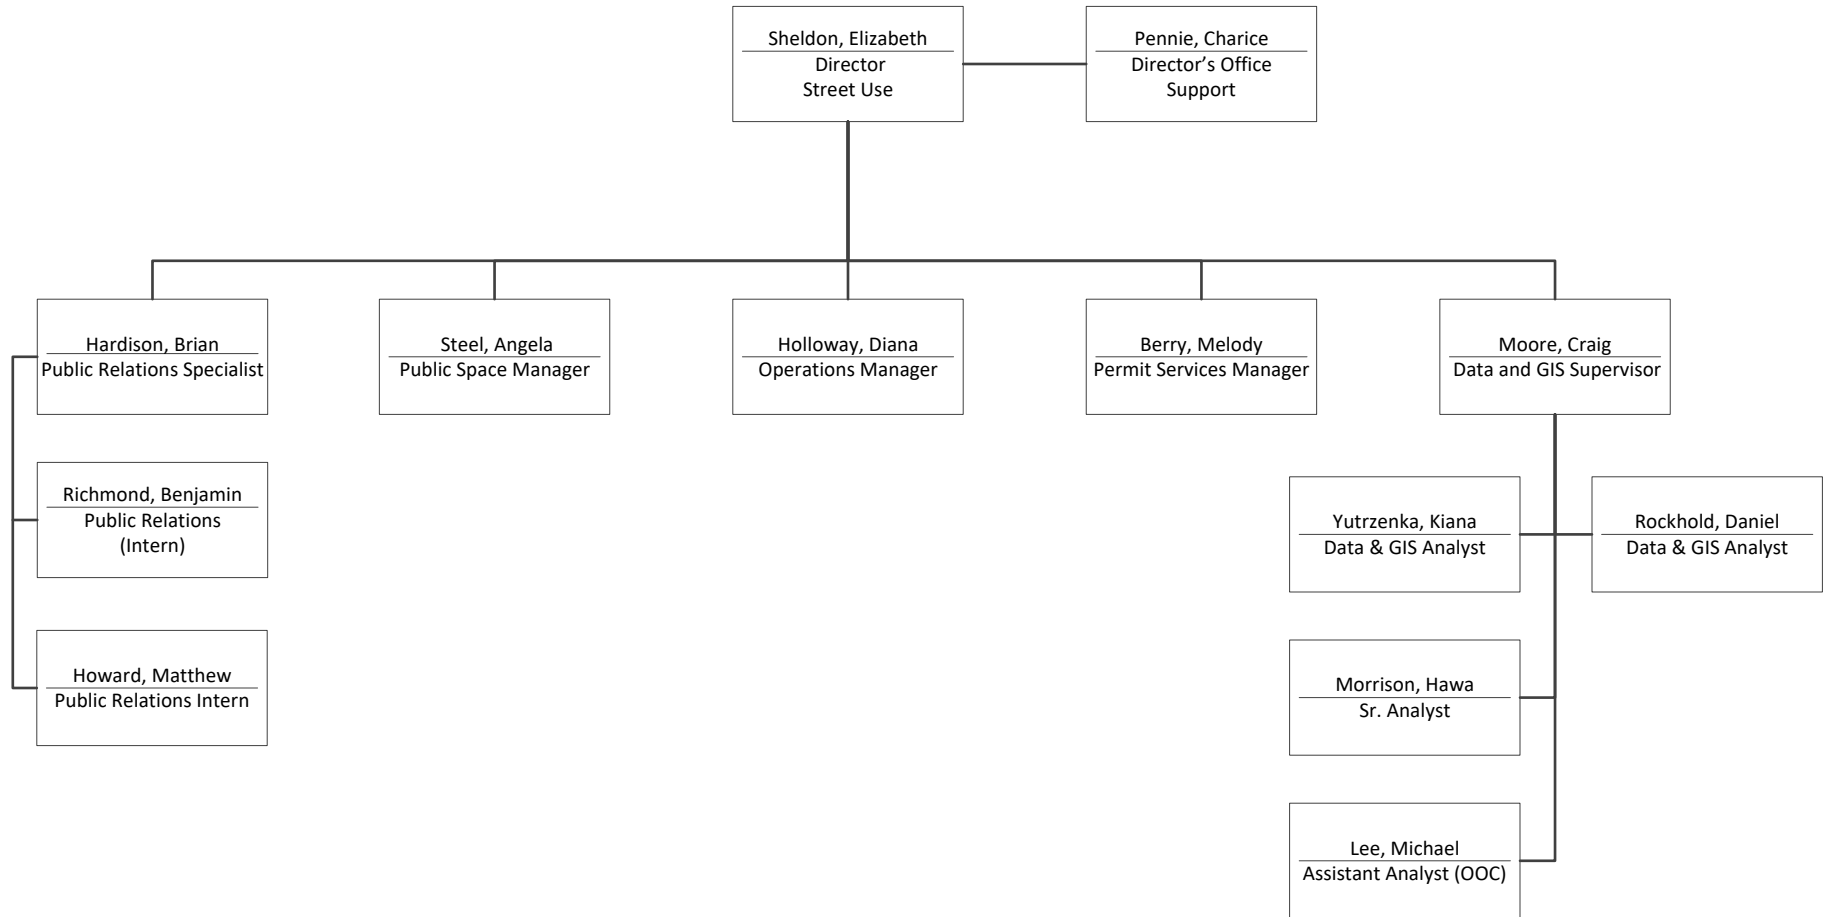 Sheldon, Elizabeth
Director
Street Use
Pennie, Charice
Director’s Office
Support
Hardison, Brian
Public Relations Specialist
Steel, Angela
Public Space Manager
Holloway, Diana
Operations Manager
Berry, Melody
Permit Services Manager
Moore, Craig
Data and GIS Supervisor
Richmond, Benjamin
Public Relations
(Intern)
Howard, Matthew
Public Relations Intern
Yutrzenka, Kiana
Data & GIS Analyst
Rockhold, Daniel
Data & GIS Analyst
Morrison, Hawa
Sr. Analyst
Lee, Michael
Assistant Analyst (OOC)